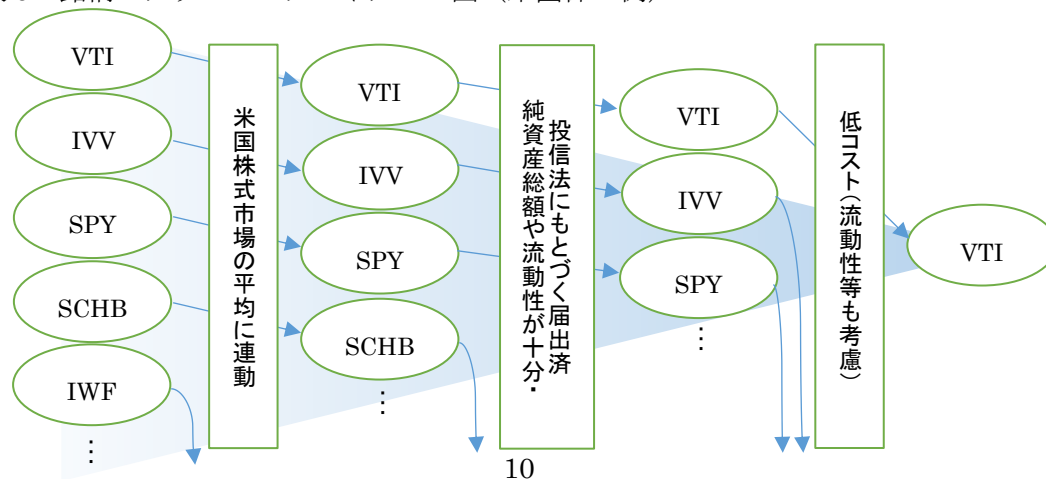 VTI
IVV
SPY
SCHB
IWF
⋮
米国株式市場の平均に連動
VTI
IVV
SPY
SCHB
⋮
純資産総額や流動性が十分・
投信法にもとづく届出済
VTI
IVV
SPY
⋮
低コスト（流動性等も考慮）
VTI
10